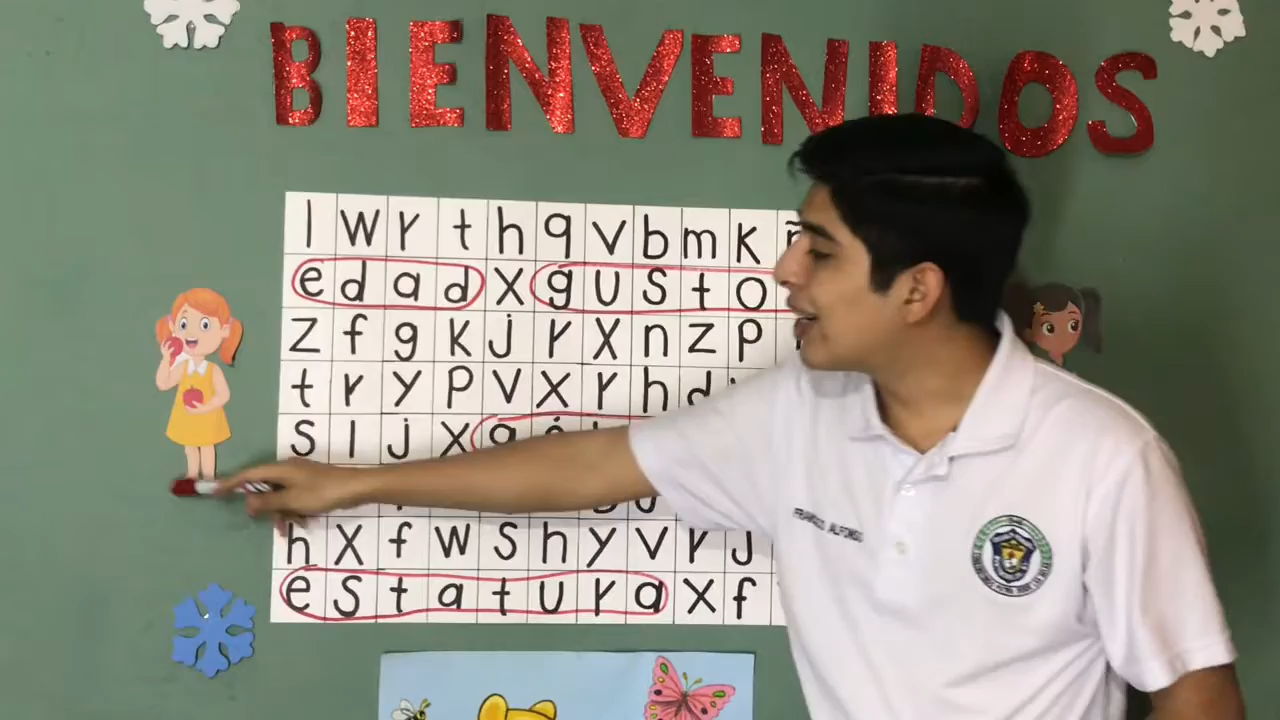 BIENVENIDOS
l w r t h q v b m k ñ
e d a d x g u s t o
z f g k j r x n z p
t r y p v x r h d
s l j x g
h x f w s h y v r j
e s t a t u r a x f